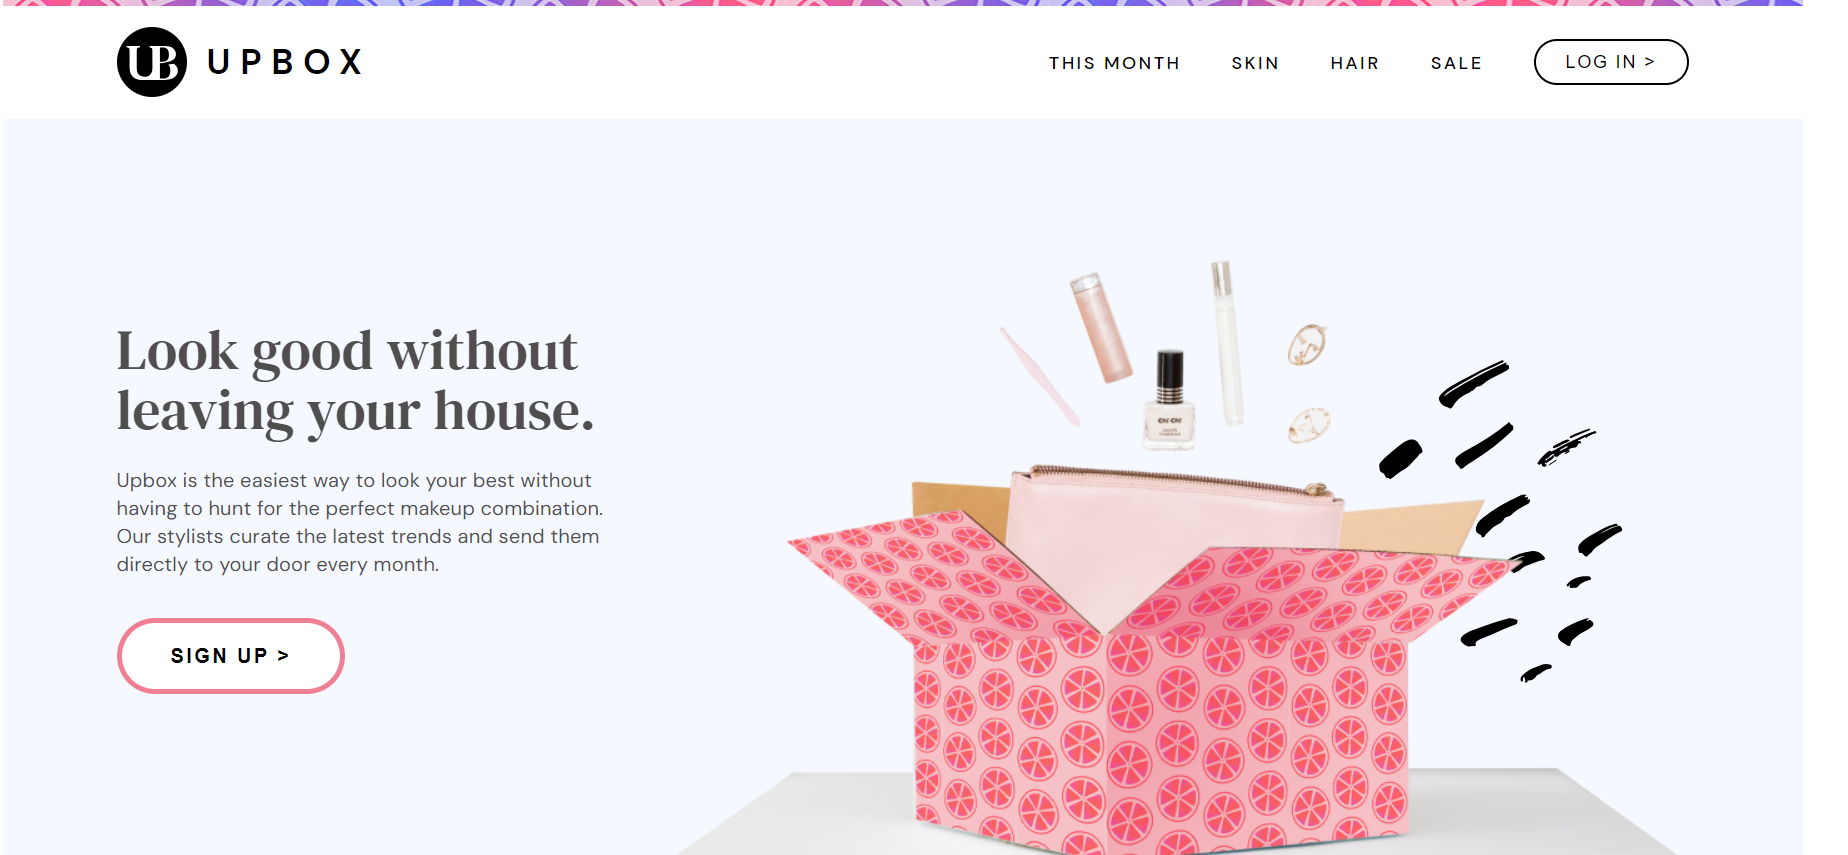 UB UPBOX
THIS MONTH SKIN HAIR SALE LOG IN >
Look good without
leaving your house.
Upbox is the easiest way to look your best without
having to hunt for the perfect makeup combination.
Our stylists curate the latest trends and send them
directly to your door every month.
SIGN UP >